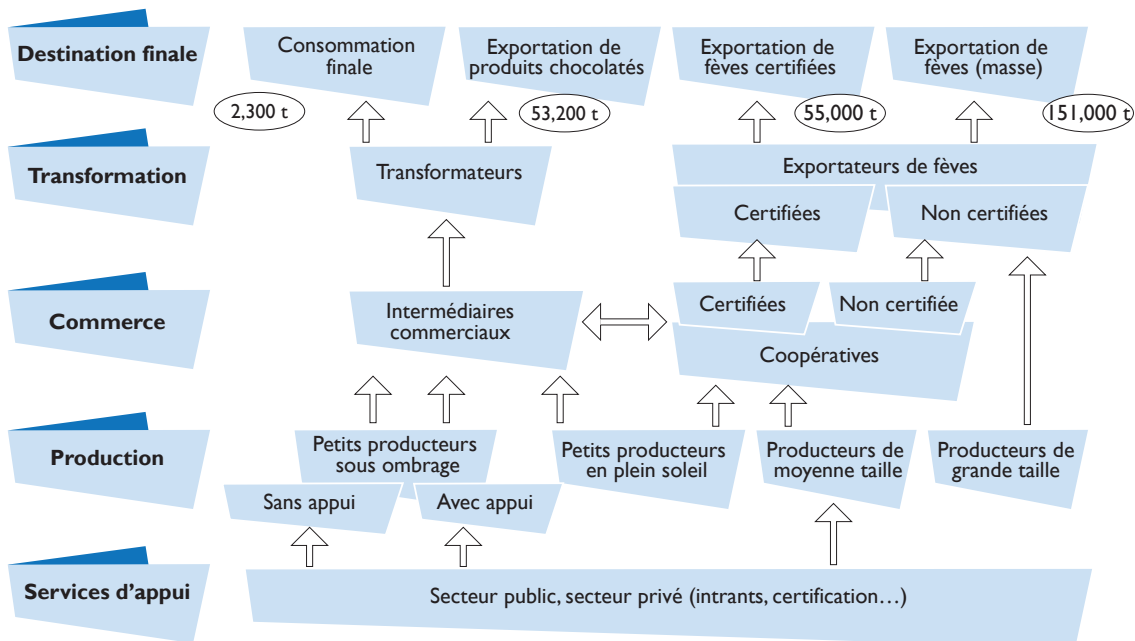 Destination finale
Consommation
finale
Exportation de
produits chocolatés
Exportation de
fèves certifiées
Exportation de
fèves (masse)
2,300 t
53,200 t
55,000 t
151,000 t
Transformation
Transformateurs
Exportateurs de fèves
Certifiées
Non certifiées
Commerce
Intermédiaires
commerciaux
Certifiées
Non certifiée
Coopératives
Production
Petits producteurs
sous ombrage
Sans appui
Avec appui
Petits producteurs
en plein soleil
Producteurs de
moyenne taille
Producteurs de
grande taille
Services d'appui
Secteur public, secteur privé (intrants, certification…)